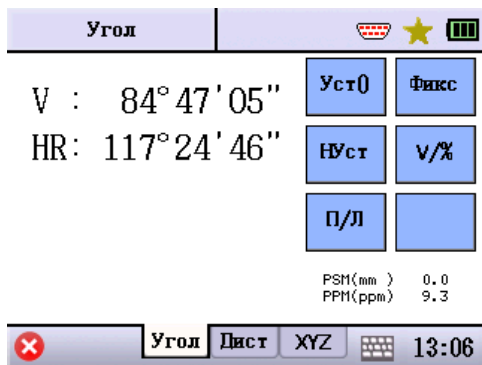 Угол
V : 84°47'05"
HR: 117°24'46"
Уст0 Фикс
НУст V/%
П/Л
PSM(mm ) 0.0
PPM(ppm) 9.3
Угол Дист XYZ 13:06